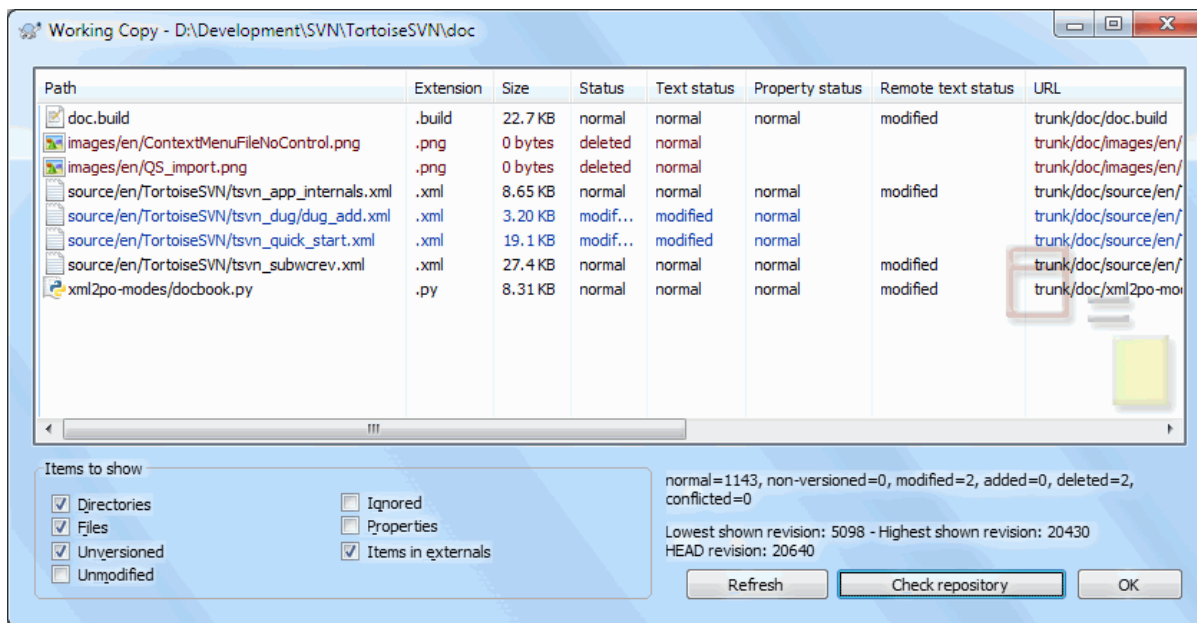 Working Copy - D:\Development\SVN\TortoiseSVN\doc
Path Extension Size Status Text status Property status Remote text status URL
doc.build .build 22.7 KB normal normal normal modified trunk/doc/doc.build
images/en/ContextMenuFileNoControl.png .png 0 bytes deleted normal trunk/doc/images/en/
images/en/QS_import.png .png 0 bytes deleted normal trunk/doc/images/en/
source/en/TortoiseSVN/tsvn_app_internals.xml .xml 8.65 KB normal normal normal modified trunk/doc/source/en/
source/en/TortoiseSVN/tsvn_dug/dug_add.xml .xml 3.20 KB modif... modified normal trunk/doc/source/en/
source/en/TortoiseSVN/tsvn_quick_start.xml .xml 19.1 KB modif... modified normal trunk/doc/source/en/
source/en/TortoiseSVN/tsvn_subwcrev.xml .xml 27.4 KB normal normal normal modified trunk/doc/source/en/
xml2po-modes/docbook.py .py 8.31 KB normal normal normal modified trunk/doc/xml2po-mo
Items to show
Directories
Files
Unversioned
Unmodified
Ignored
Properties
Items in externals
normal=1143, non-versioned=0, modified=2, added=0, deleted=2,
conflicted=0
Lowest shown revision: 5098 - Highest shown revision: 20430
HEAD revision: 20640
Refresh Check repository OK